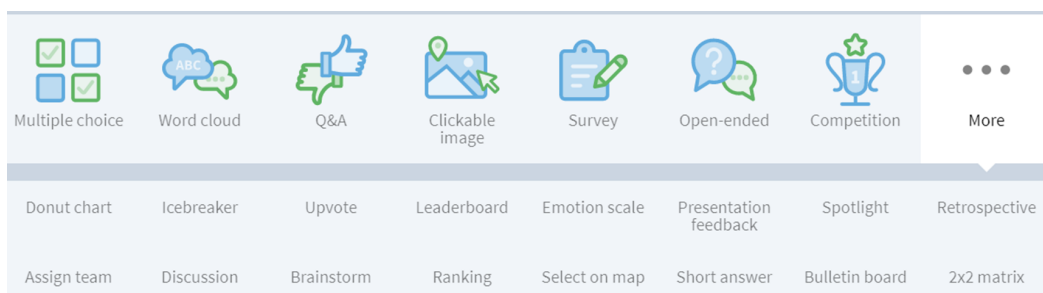 ABC
?
1
Multiple choice
Word cloud
Q&A
Clickable
image
Survey
Open-ended
Competition
More
Donut chart
Icebreaker
Upvote
Leaderboard
Emotion scale
Presentation
feedback
Spotlight
Retrospective
Assign team
Discussion
Brainstorm
Ranking
Select on map
Short answer
Bulletin board
2x2 matrix